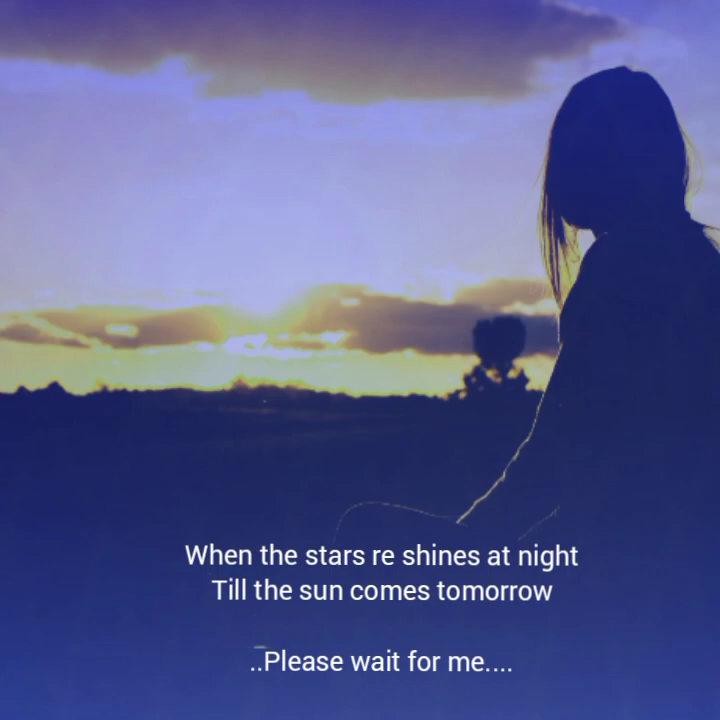 When the stars re shines at night
Till the sun comes tomorrow
..Please wait for me....